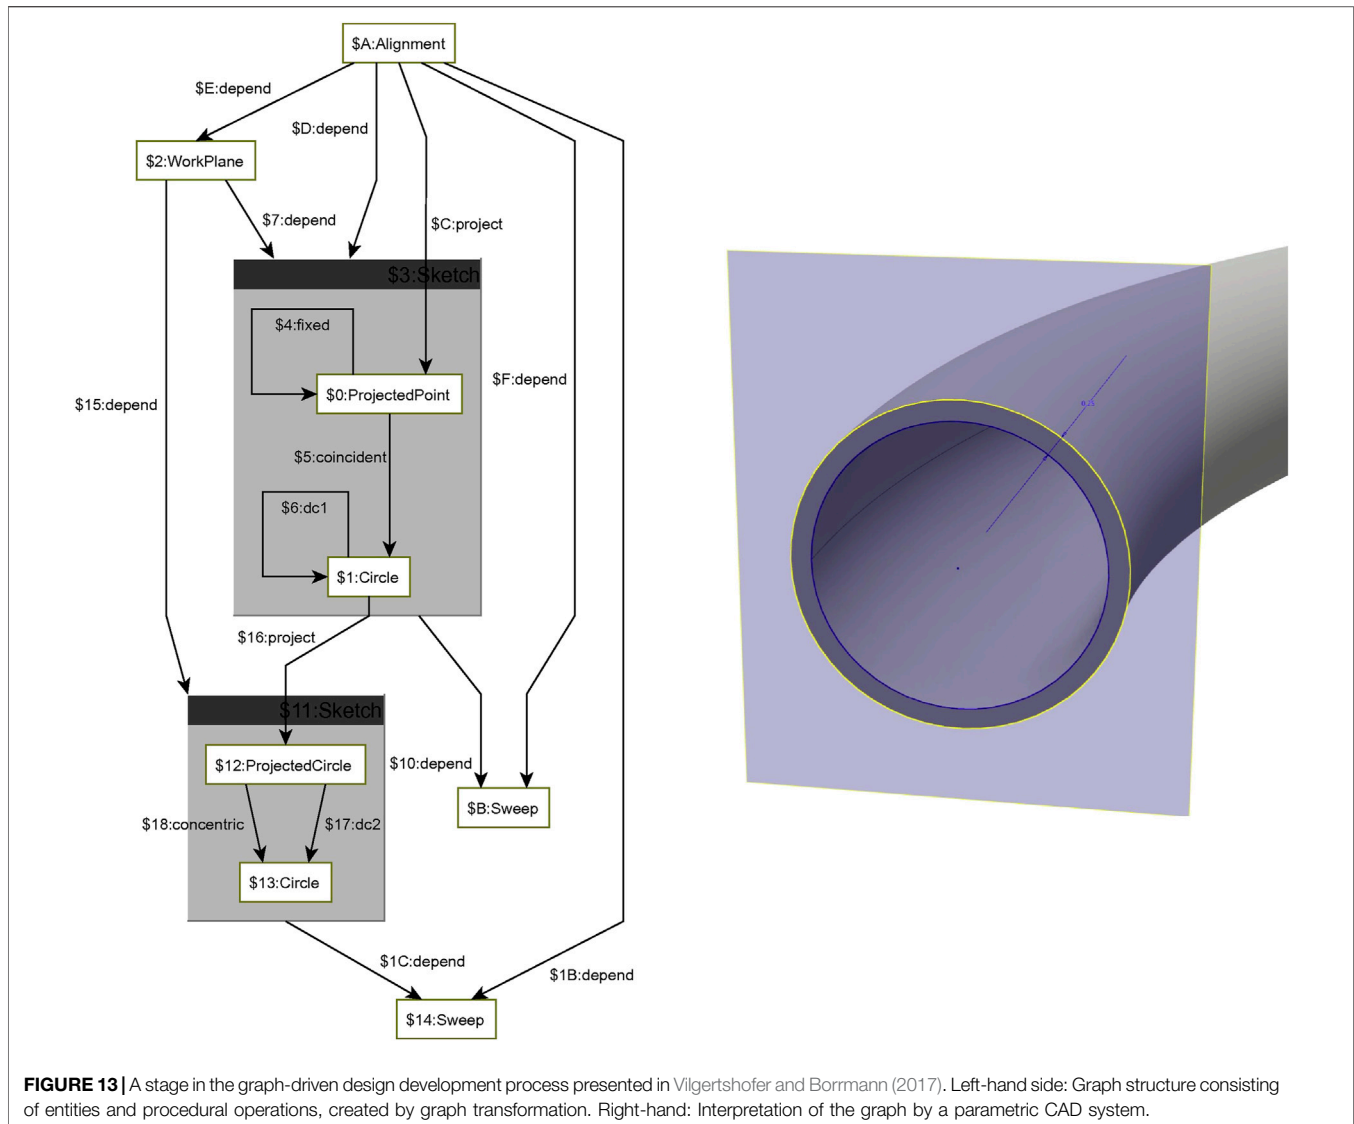 $A:Alignment
$E:depend
$D:depend
$2:WorkPlane
$7:depend
$C:project
$3:Sketch
$4:fixed
$0:ProjectedPoint
$F:depend
$15:depend
$5:coincident
$6:dc1
$1:Circle
$16:project
$11:Sketch
$12:ProjectedCircle
$10:depend
$B:Sweep
$18:concentric
$17:dc2
$13:Circle
$1C:depend
$1B:depend
$14:Sweep
FIGURE 13 | A stage in the graph-driven design development process presented in Vilgertshofer and Borrmann (2017). Left-hand side: Graph structure consisting
of entities and procedural operations, created by graph transformation. Right-hand: Interpretation of the graph by a parametric CAD system.